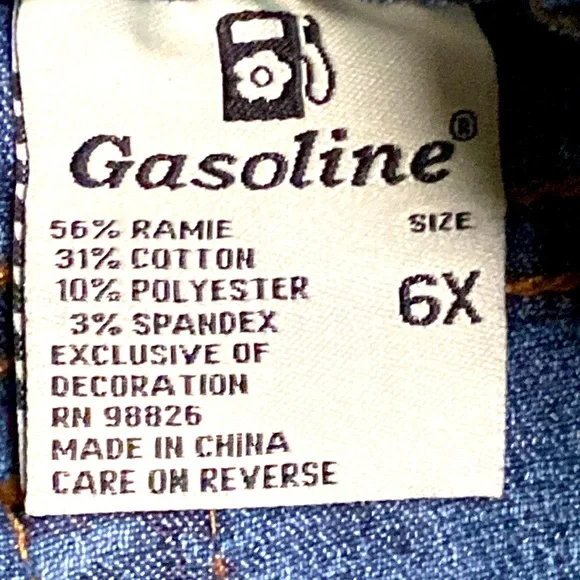 Gasoline®
56% RAMIE
31% COTTON
10% POLYESTER
3% SPANDEX
EXCLUSIVE OF
DECORATION
RN 98826
MADE IN CHINA
CARE ON REVERSE
SIZE
6X